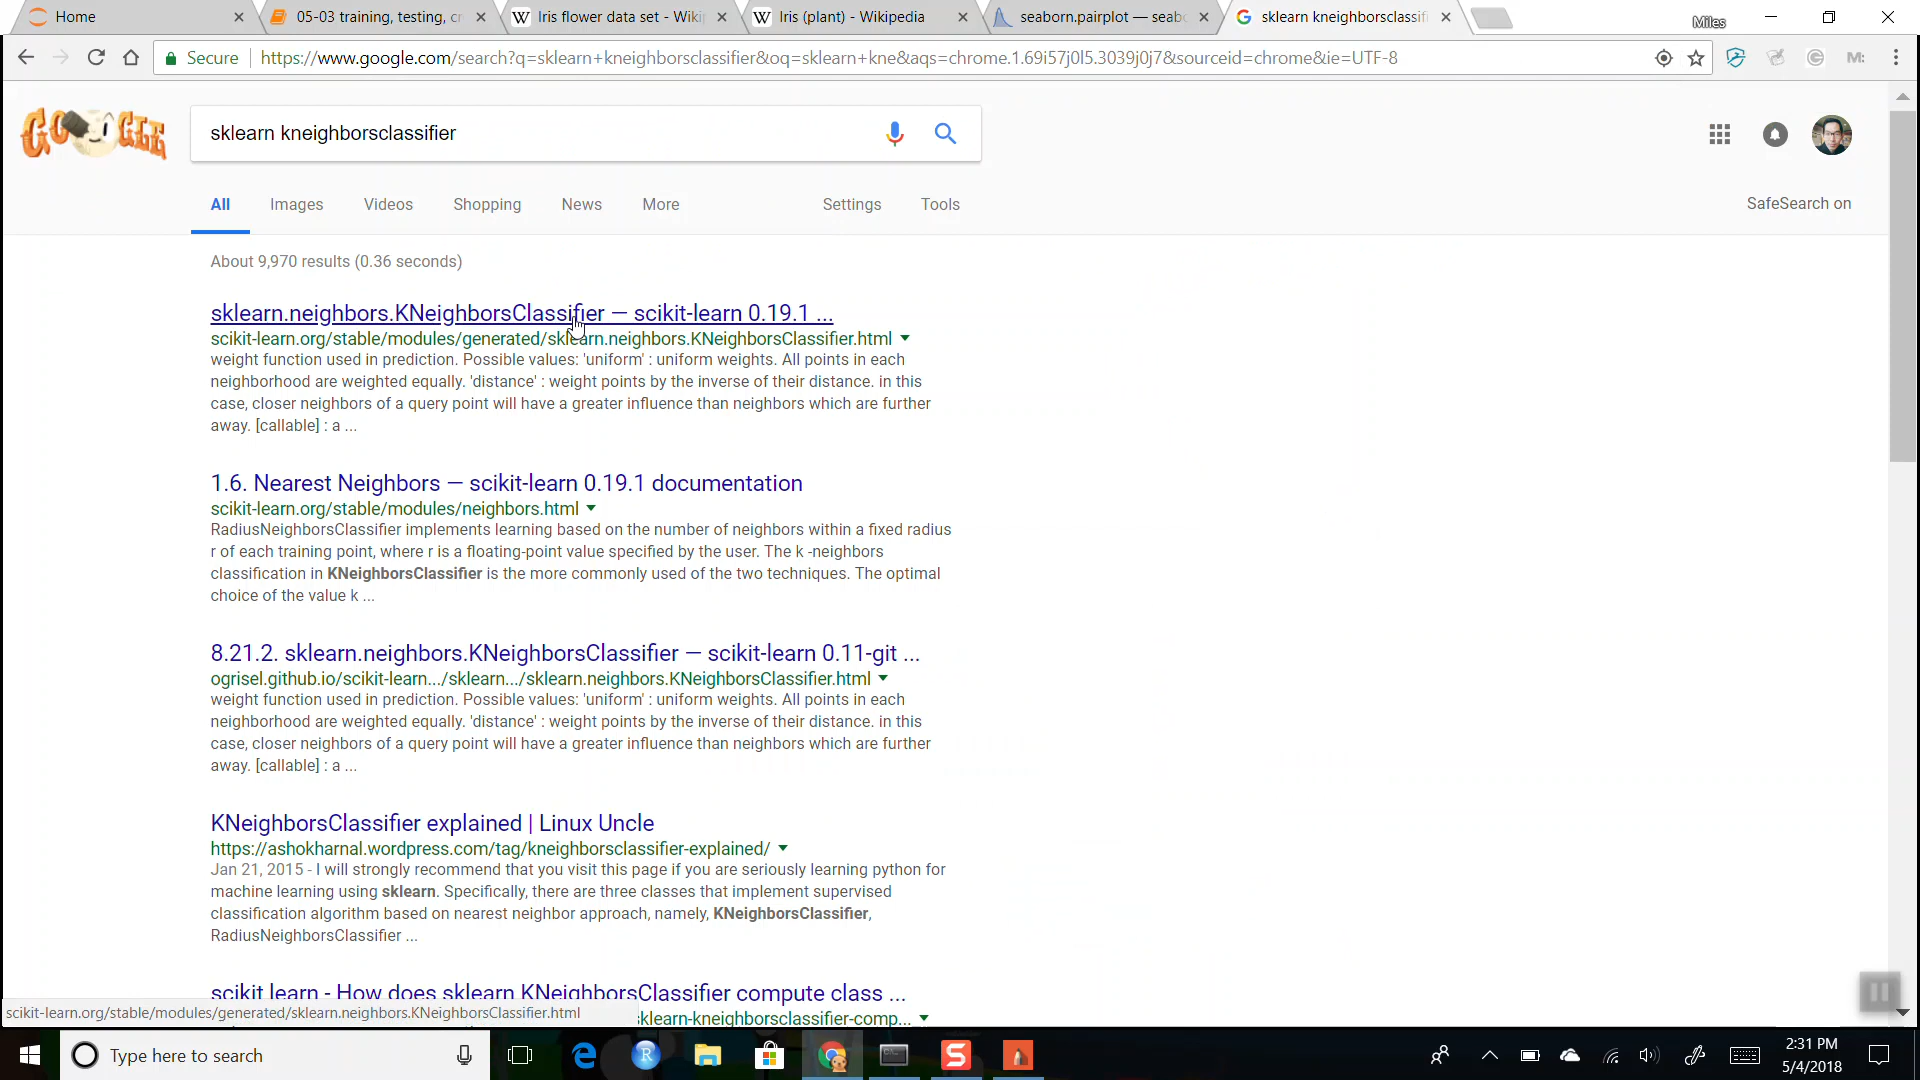 Home
05-03 training, testing, cr
Iris flower data set - Wikip
Iris (plant) - Wikipedia
seaborn.pairplot — seabo
sklearn kneighborsclassifi
Miles
Secure
https://www.google.com/search?q=sklearn+kneighborsclassifier&oq=sklearn+kne&aqs=chrome.1.69i57j0l5.3039j0j7&sourceid=chrome&ie=UTF-8
GOOGLE
sklearn kneighborsclassifier
All Images Videos Shopping News More Settings Tools
SafeSearch on
About 9,970 results (0.36 seconds)
sklearn.neighbors.KNeighborsClassifier — scikit-learn 0.19.1 ...
scikit-learn.org/stable/modules/generated/sklearn.neighbors.KNeighborsClassifier.html
weight function used in prediction. Possible values: 'uniform' : uniform weights. All points in each
neighborhood are weighted equally. 'distance' : weight points by the inverse of their distance. in this
case, closer neighbors of a query point will have a greater influence than neighbors which are further
away. [callable] : a ...
1.6. Nearest Neighbors — scikit-learn 0.19.1 documentation
scikit-learn.org/stable/modules/neighbors.html
RadiusNeighborsClassifier implements learning based on the number of neighbors within a fixed radius
r of each training point, where r is a floating-point value specified by the user. The k -neighbors
classification in KNeighborsClassifier is the more commonly used of the two techniques. The optimal
choice of the value k ...
8.21.2. sklearn.neighbors.KNeighborsClassifier — scikit-learn 0.11-git ...
ogrisel.github.io/scikit-learn.../sklearn.../sklearn.neighbors.KNeighborsClassifier.html
weight function used in prediction. Possible values: 'uniform' : uniform weights. All points in each
neighborhood are weighted equally. 'distance' : weight points by the inverse of their distance. in this
case, closer neighbors of a query point will have a greater influence than neighbors which are further
away. [callable] : a ...
KNeighborsClassifier explained | Linux Uncle
https://ashokharnal.wordpress.com/tag/kneighborsclassifier-explained/
Jan 21, 2015 - I will strongly recommend that you visit this page if you are seriously learning python for
machine learning using sklearn. Specifically, there are three classes that implement supervised
classification algorithm based on nearest neighbor approach, namely, KNeighborsClassifier,
RadiusNeighborsClassifier ...
scikit learn - How does sklearn KNeighborsClassifier compute class ...
scikit-learn.org/stable/modules/generated/sklearn.neighbors.KNeighborsClassifier.html
klearn-kneighborsclassifier-comp...
Type here to search
2:31 PM
5/4/2018